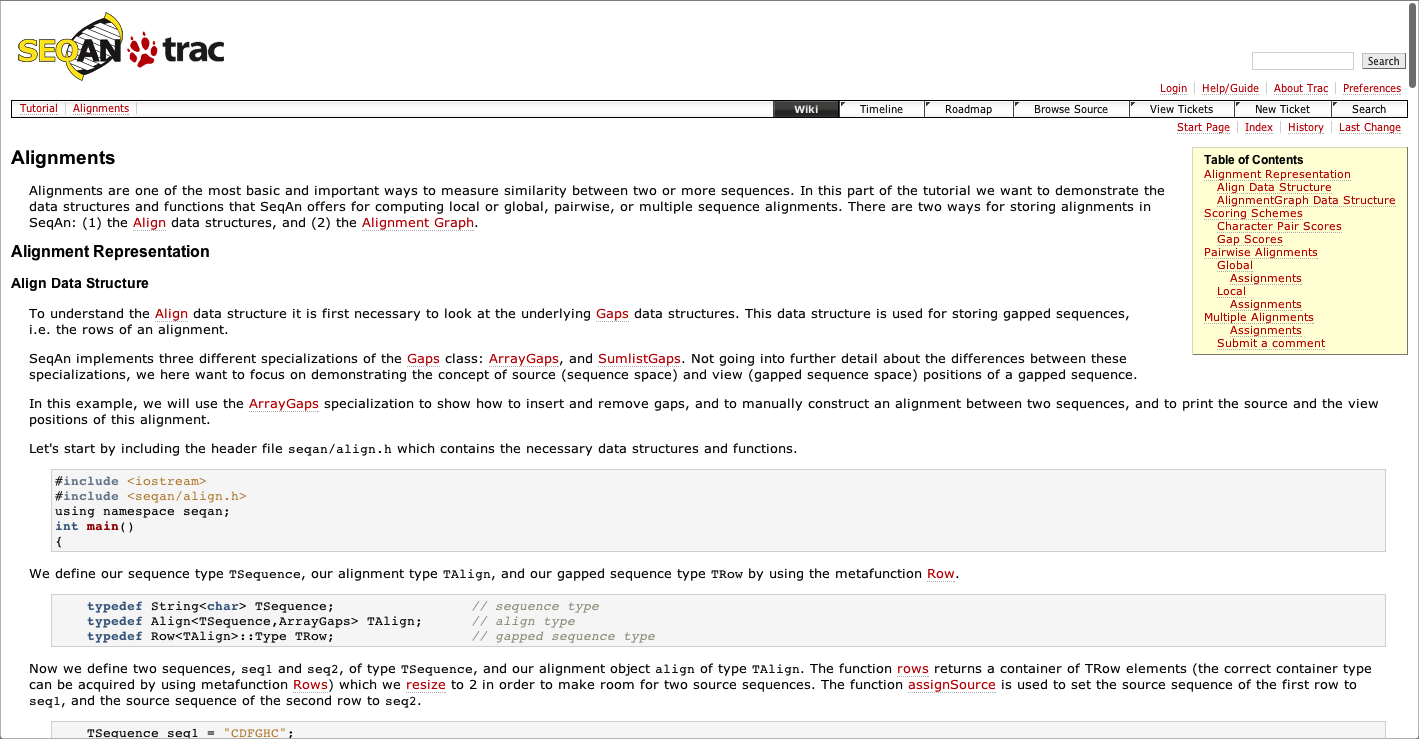 SEQAN trac
Search
Login Help/Guide About Trac Preferences
Tutorial Alignments Wiki Timeline Roadmap Browse Source View Tickets New Ticket Search
Start Page Index History Last Change
Alignments
Alignments are one of the most basic and important ways to measure similarity between two or more sequences. In this part of the tutorial we want to demonstrate the
data structures and functions that SeqAn offers for computing local or global, pairwise, or multiple sequence alignments. There are two ways for storing alignments in
SeqAn: (1) the Align data structures, and (2) the Alignment Graph.
Table of Contents
Alignment Representation
Align Data Structure
AlignmentGraph Data Structure
Scoring Schemes
Character Pair Scores
Gap Scores
Pairwise Alignments
Global
Assignments
Local
Assignments
Multiple Alignments
Assignments
Submit a comment
Alignment Representation
Align Data Structure
To understand the Align data structure it is first necessary to look at the underlying Gaps data structures. This data structure is used for storing gapped sequences,
i.e. the rows of an alignment.
SeqAn implements three different specializations of the Gaps class: ArrayGaps, and SumlistGaps. Not going into further detail about the differences between these
specializations, we here want to focus on demonstrating the concept of source (sequence space) and view (gapped sequence space) positions of a gapped sequence.
In this example, we will use the ArrayGaps specialization to show how to insert and remove gaps, and to manually construct an alignment between two sequences, and to print the source and the view
positions of this alignment.
Let's start by including the header file seqan/align.h which contains the necessary data structures and functions.
#include <iostream>
#include <seqan/align.h>
using namespace seqan;
int main()
{
We define our sequence type TSequence, our alignment type TAlign, and our gapped sequence type TRow by using the metafunction Row.
typedef String<char> TSequence; // sequence type
typedef Align<TSequence,ArrayGaps> TAlign; // align type
typedef Row<TAlign>::Type TRow; // gapped sequence type
Now we define two sequences, seq1 and seq2, of type TSequence, and our alignment object align of type TAlign. The function rows returns a container of TRow elements (the correct container type
can be acquired by using metafunction Rows) which we resize to 2 in order to make room for two source sequences. The function assignSource is used to set the source sequence of the first row to
seq1, and the source sequence of the second row to seq2.
TSequence seq1 = "CDFGHC";